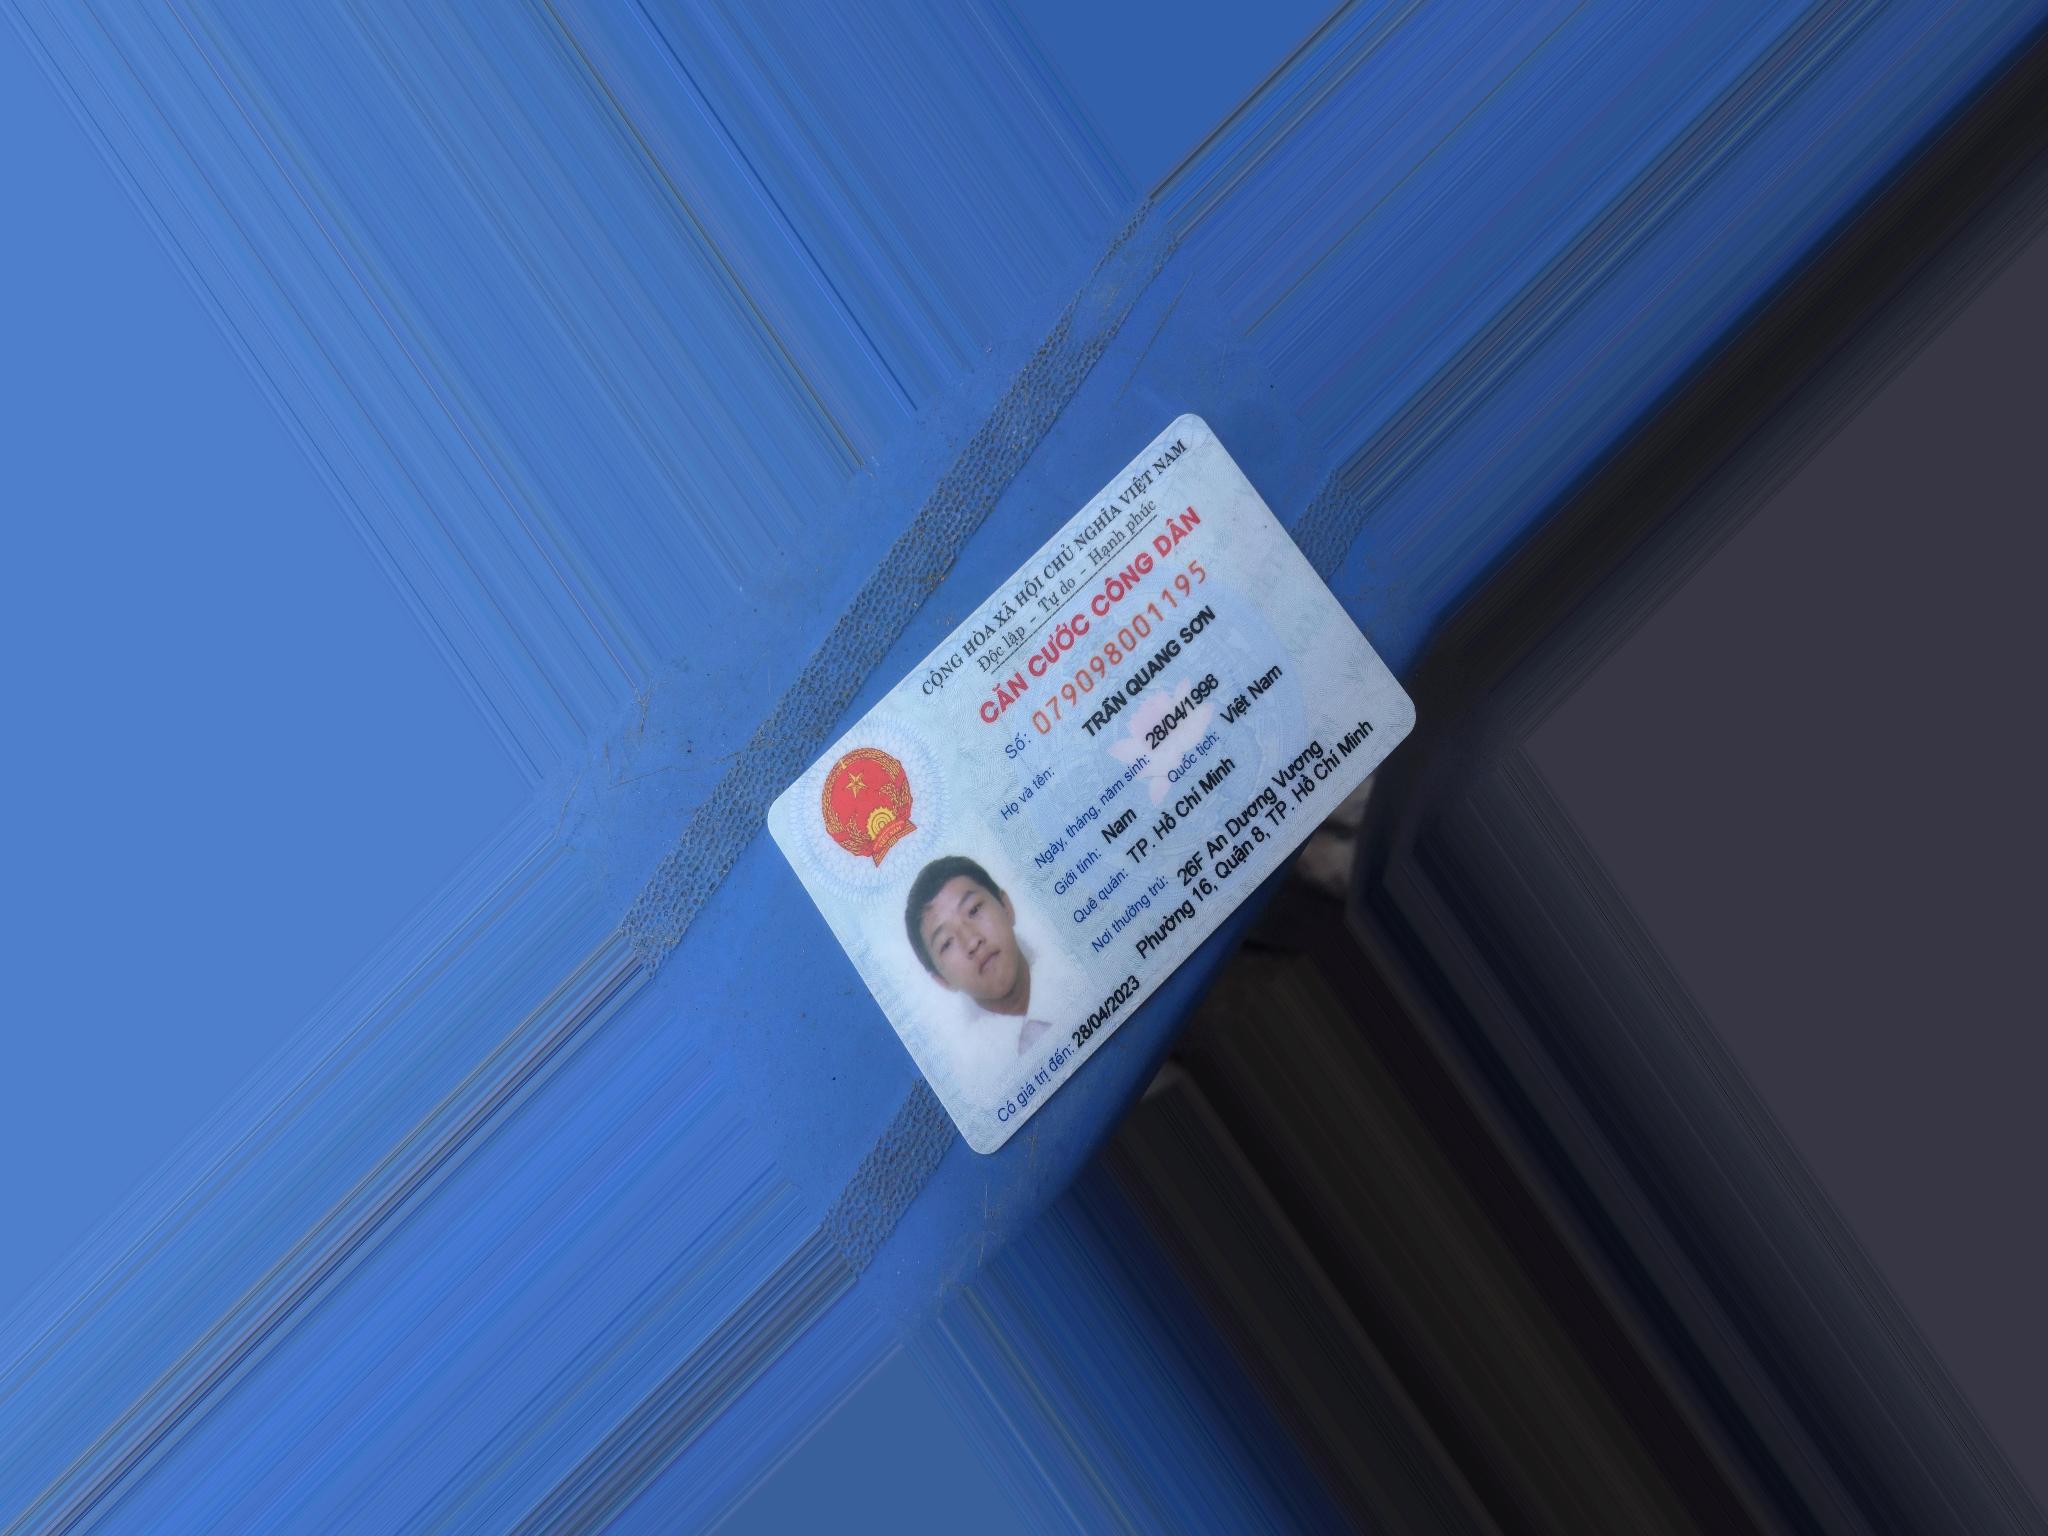 CỘNG HÒA XÃ HỘI CHỦ NGHĨA VIỆT NAM
Độc lập - Tự do - Hạnh phúc
CĂN CƯỚC CÔNG DÂN
Số: 079098001195
Họ và tên:
TRẦN QUANG SƠN
Ngày, tháng, năm sinh: 28/04/1998
Giới tính: Nam Quốc tịch: Việt Nam
Quê quán: TP. Hồ Chí Minh
Nơi thường trú: 26F An Dương Vương
Phường 16, Quận 8, TP. Hồ Chí Minh
Có giá trị đến: 28/04/2023